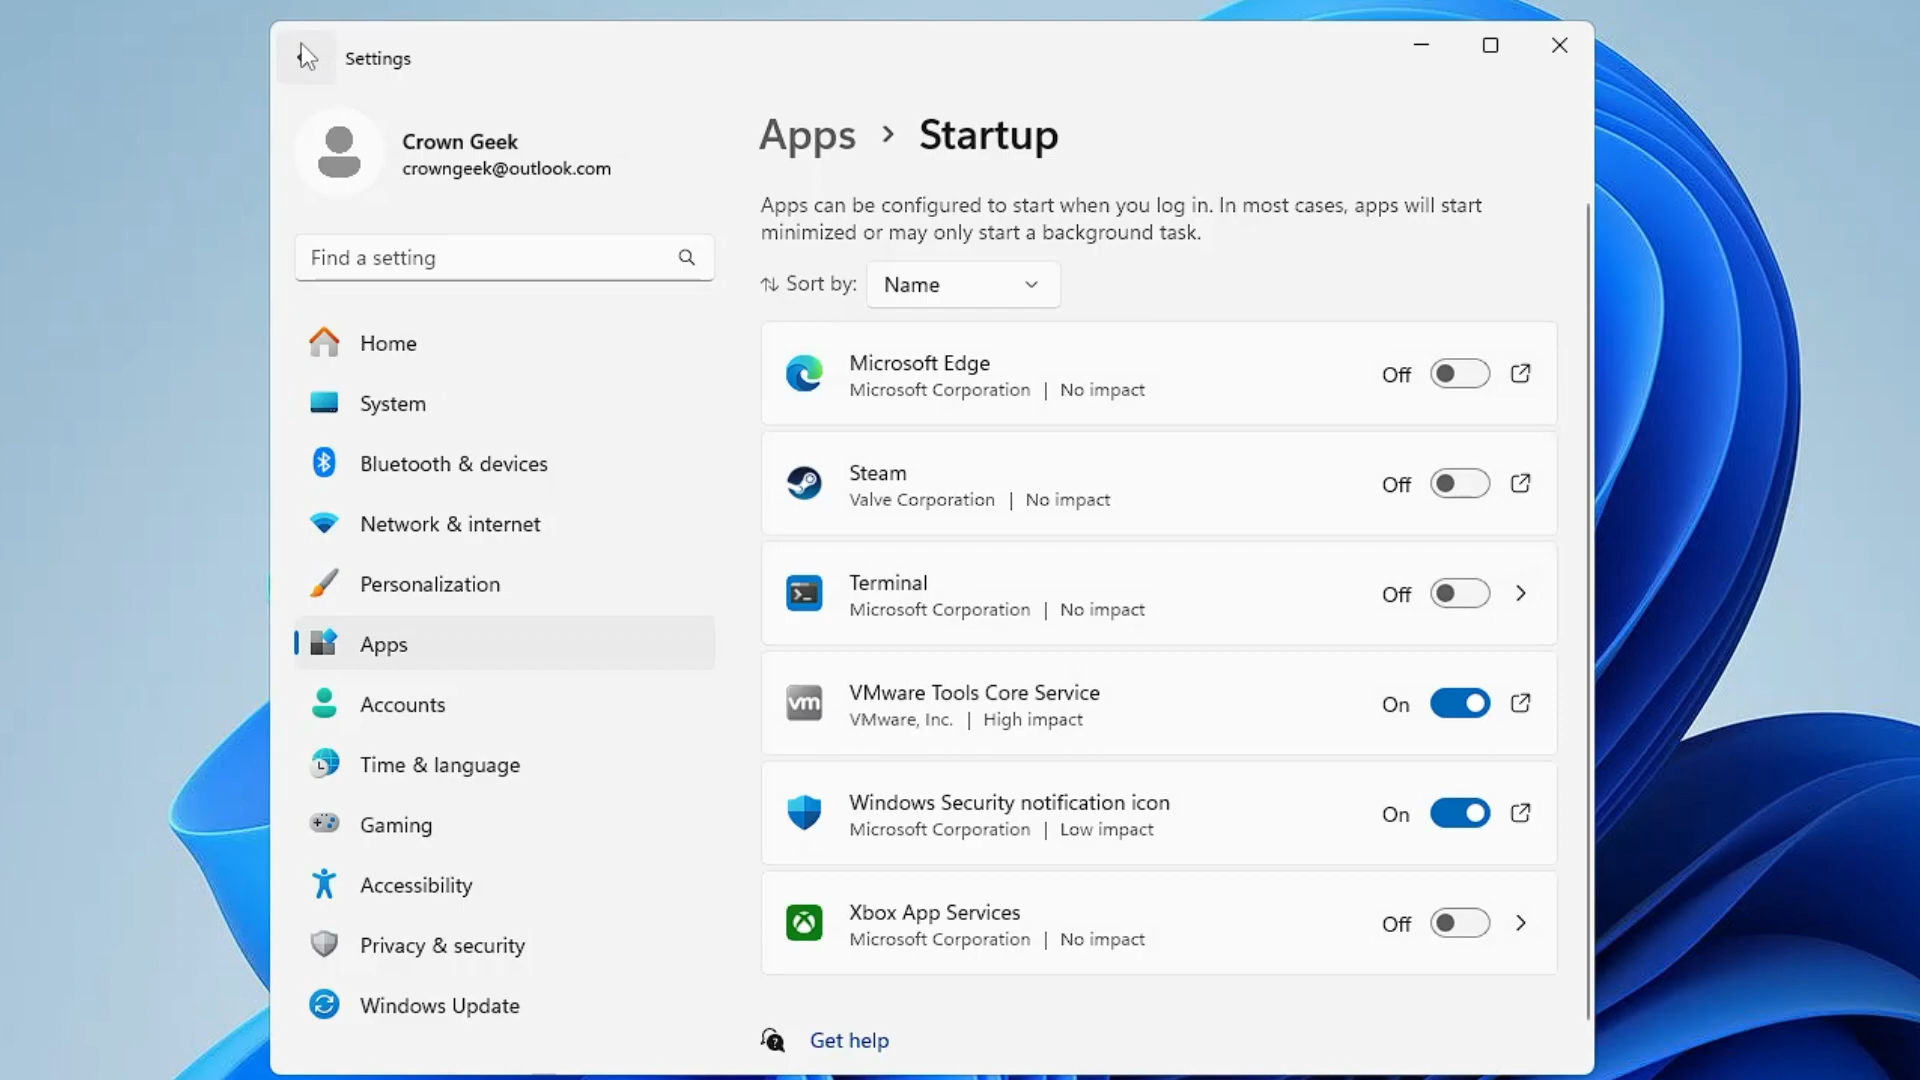 Settings
Crown Geek
crowngeek@outlook.com
Find a setting
Home
System
Bluetooth & devices
Network & internet
Personalization
Apps
Accounts
Time & language
Gaming
Accessibility
Privacy & security
Windows Update
Apps > Startup
Apps can be configured to start when you log in. In most cases, apps will start
minimized or may only start a background task.
Sort by: Name
Microsoft Edge
Microsoft Corporation | No impact
Off
Steam
Valve Corporation | No impact
Off
Terminal
Microsoft Corporation | No impact
Off
vm
VMware Tools Core Service
VMware, Inc. | High impact
On
Windows Security notification icon
Microsoft Corporation | Low impact
On
Xbox App Services
Microsoft Corporation | No impact
Off
Get help